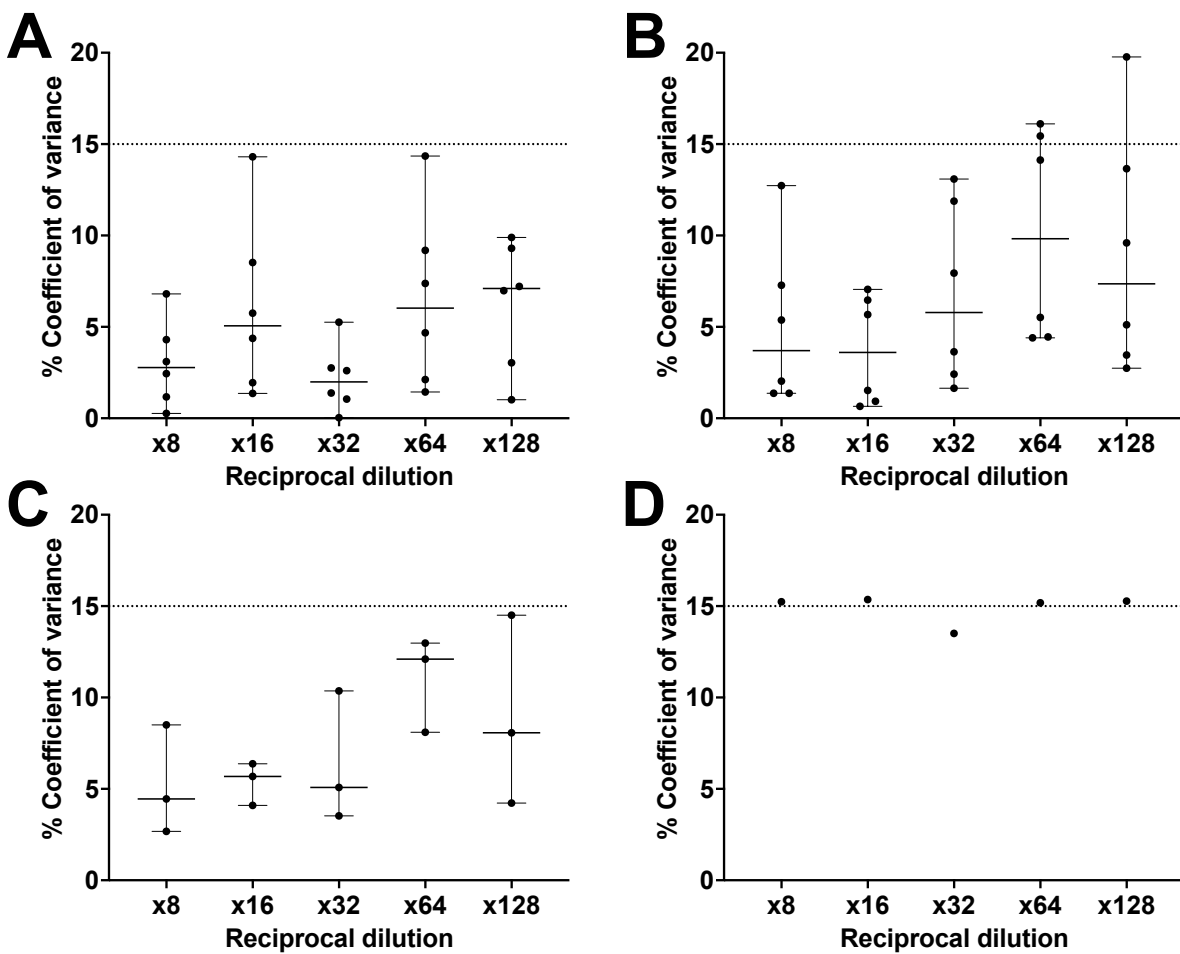 A
% Coefficient of variance
20
15
10
5
0
x8 x16 x32 x64 x128
Reciprocal dilution
B
% Coefficient of variance
20
15
10
5
0
x8 x16 x32 x64 x128
Reciprocal dilution
C
% Coefficient of variance
20
15
10
5
0
x8 x16 x32 x64 x128
Reciprocal dilution
D
% Coefficient of variance
20
15
10
5
0
x8 x16 x32 x64 x128
Reciprocal dilution